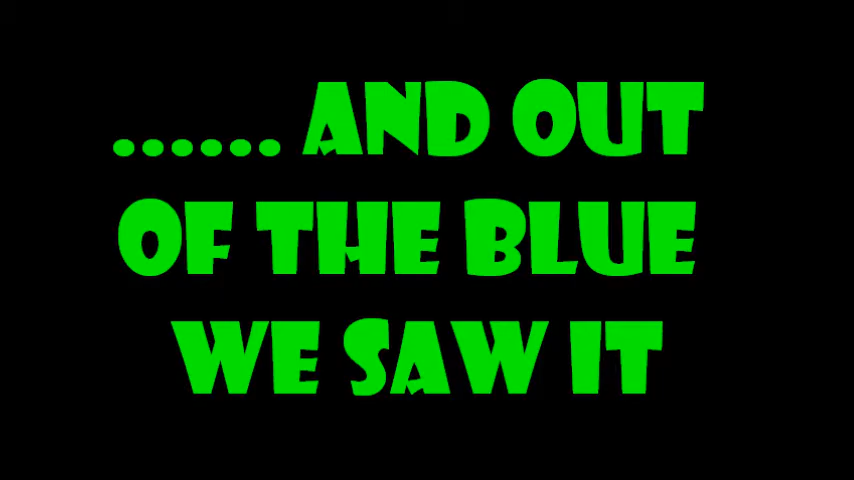 ...... AND OUT
OF THE BLUE
WE SAW IT